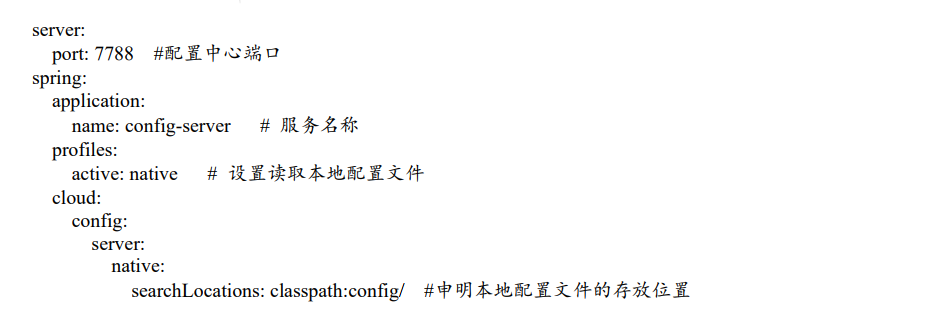 server:
port: 7788 #配置中心端口
spring:
application:
name: config-server # 服务名称
profiles:
active: native # 设置读取本地配置文件
cloud:
config:
server:
native:
searchLocations: classpath:config/ #申明本地配置文件的存放位置